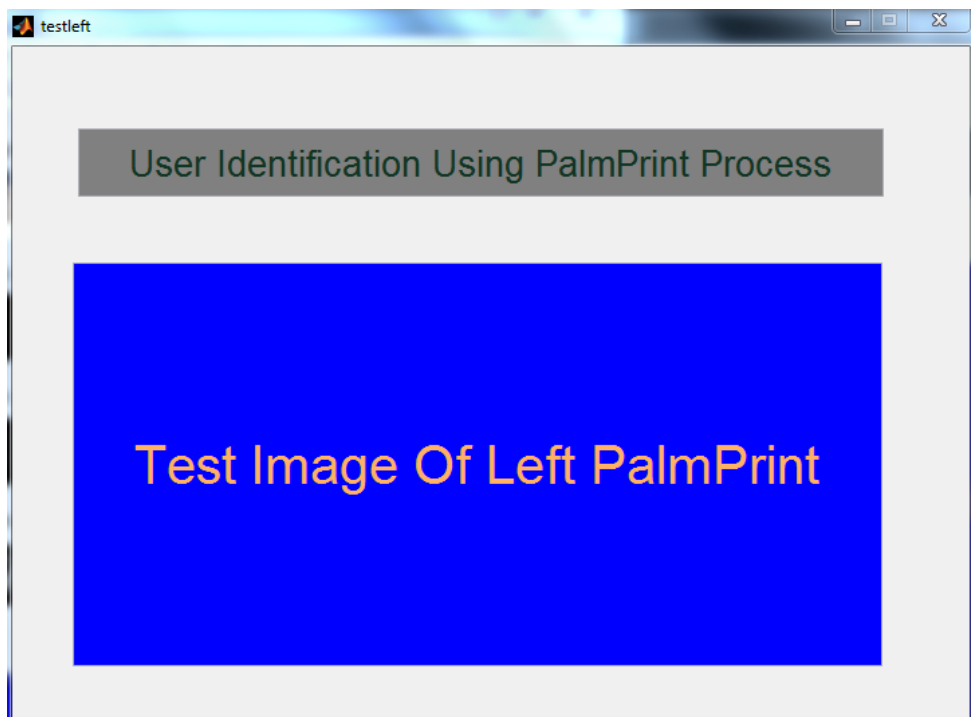 testleft
User Identification Using PalmPrint Process
Test Image Of Left PalmPrint